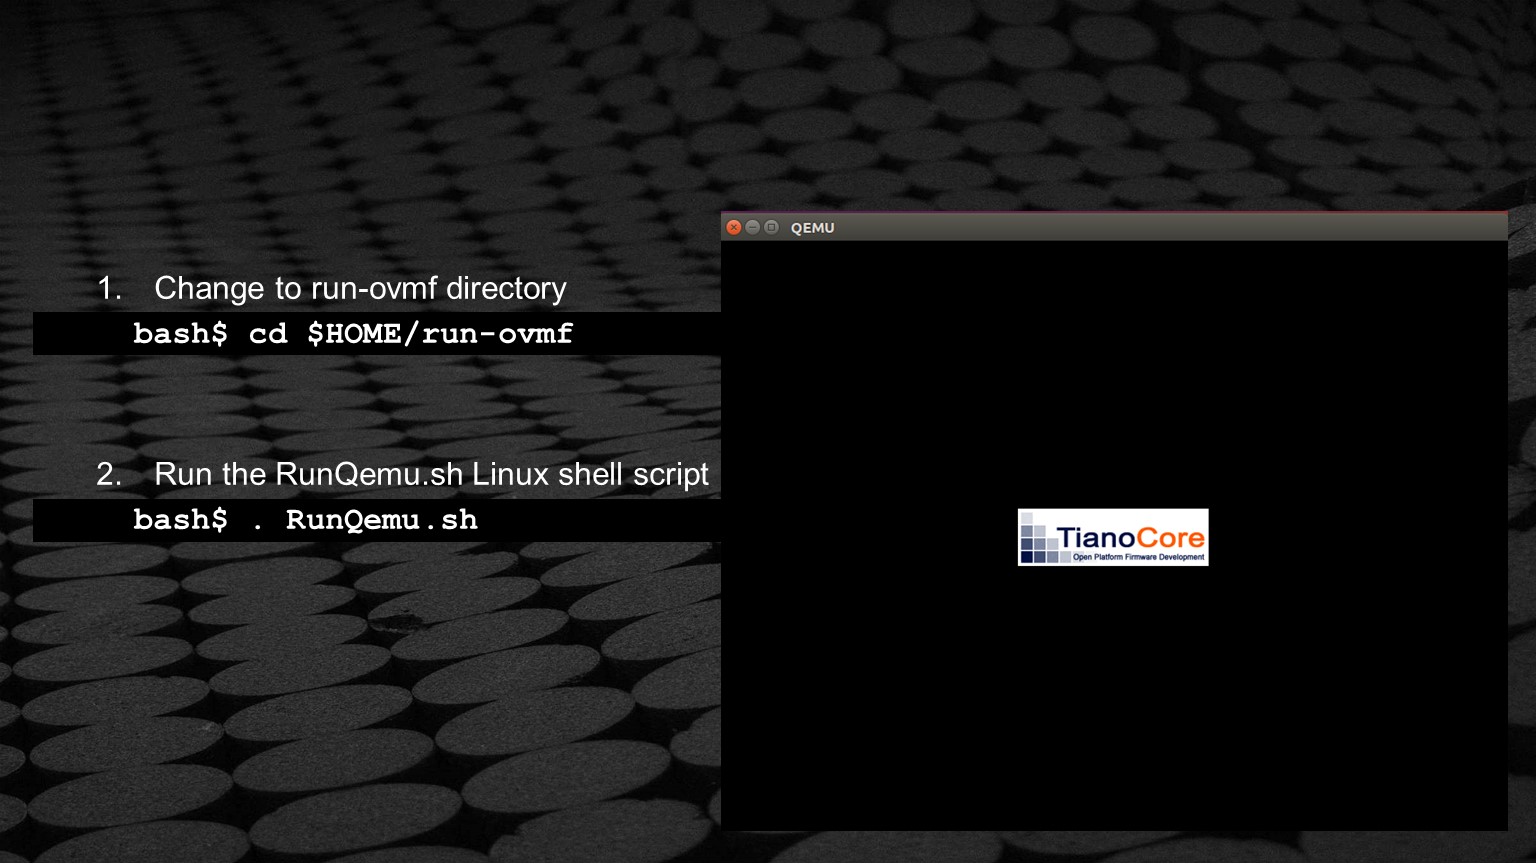 1. Change to run-ovmf directory
bash$ cd $HOME/run-ovmf
2. Run the RunQemu.sh Linux shell script
bash$ . RunQemu.sh
QEMU
TianoCore
Open Platform Firmware Development